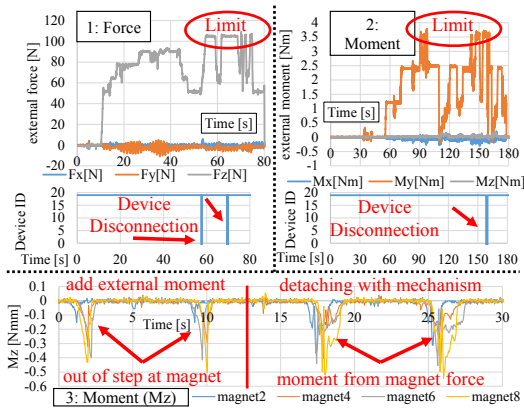 1: Force
Limit
external force [N]
120
100
80
60
40
20
0
-20
Time [s]
0 20 40 60 80
Fx[N] Fy[N] Fz[N]
Device ID
20
15
10
5
0
Device
Disconnection
Time [s]
0 20 40 60 80
2:
Moment
Limit
external moment [Nm]
4
3.5
3
2.5
2
1.5
1
0.5
0
-0.5
-1
Time [s]
0 30 60 90 120 150 180
Mx[Nm] My[Nm] Mz[Nm]
Device ID
20
15
10
5
0
Device
Disconnection
Time [s]
0 30 60 90 120 150 180
add external moment
detaching with mechanism
Mz [Nmm]
0.1
0
-0.1
-0.2
-0.3
-0.4
-0.5
-0.6
Time [s]
0 5 10 15 20 25 30
out of step at magnet
moment from magnet force
3: Moment (Mz)
magnet2 magnet4 magnet6 magnet8